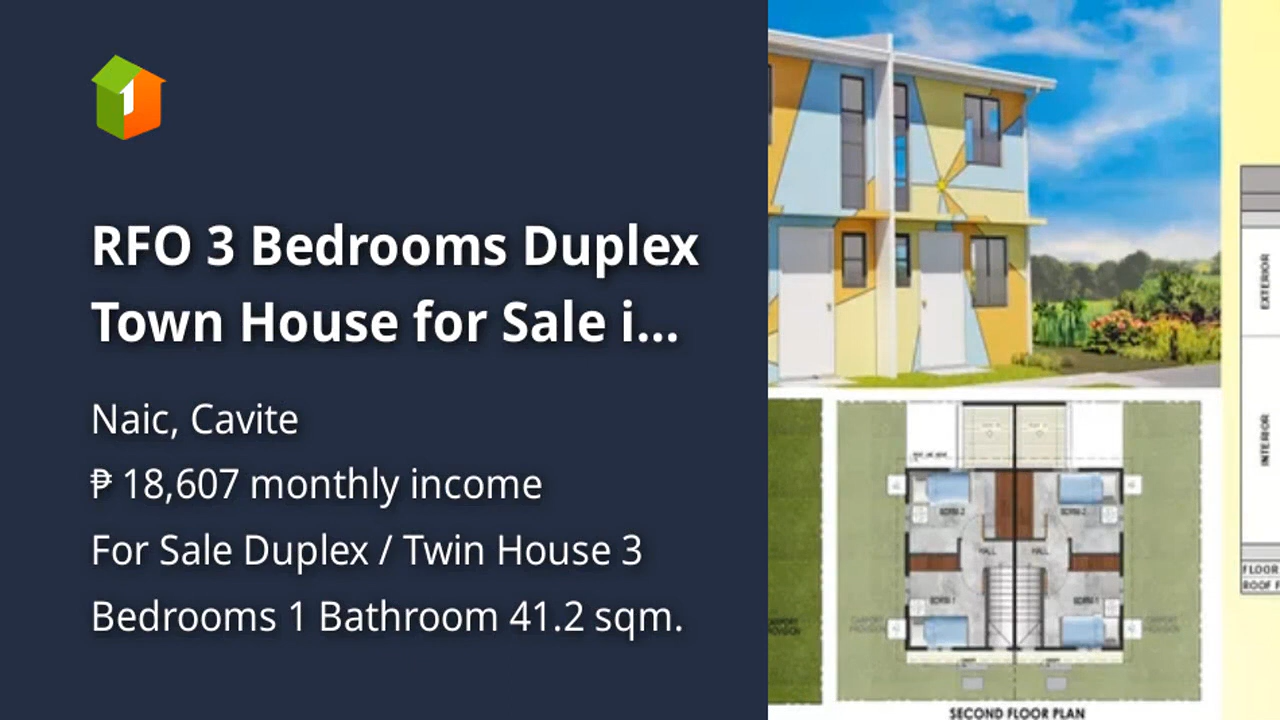 RFO 3 Bedrooms Duplex
Town House for Sale i...
Naic, Cavite
₱ 18,607 monthly income
For Sale Duplex / Twin House 3
Bedrooms 1 Bathroom 41.2 sqm.
EXTERIOR
INTERIOR
FLOOR
ROOF F
HALL HALL
SECOND FLOOR PLAN